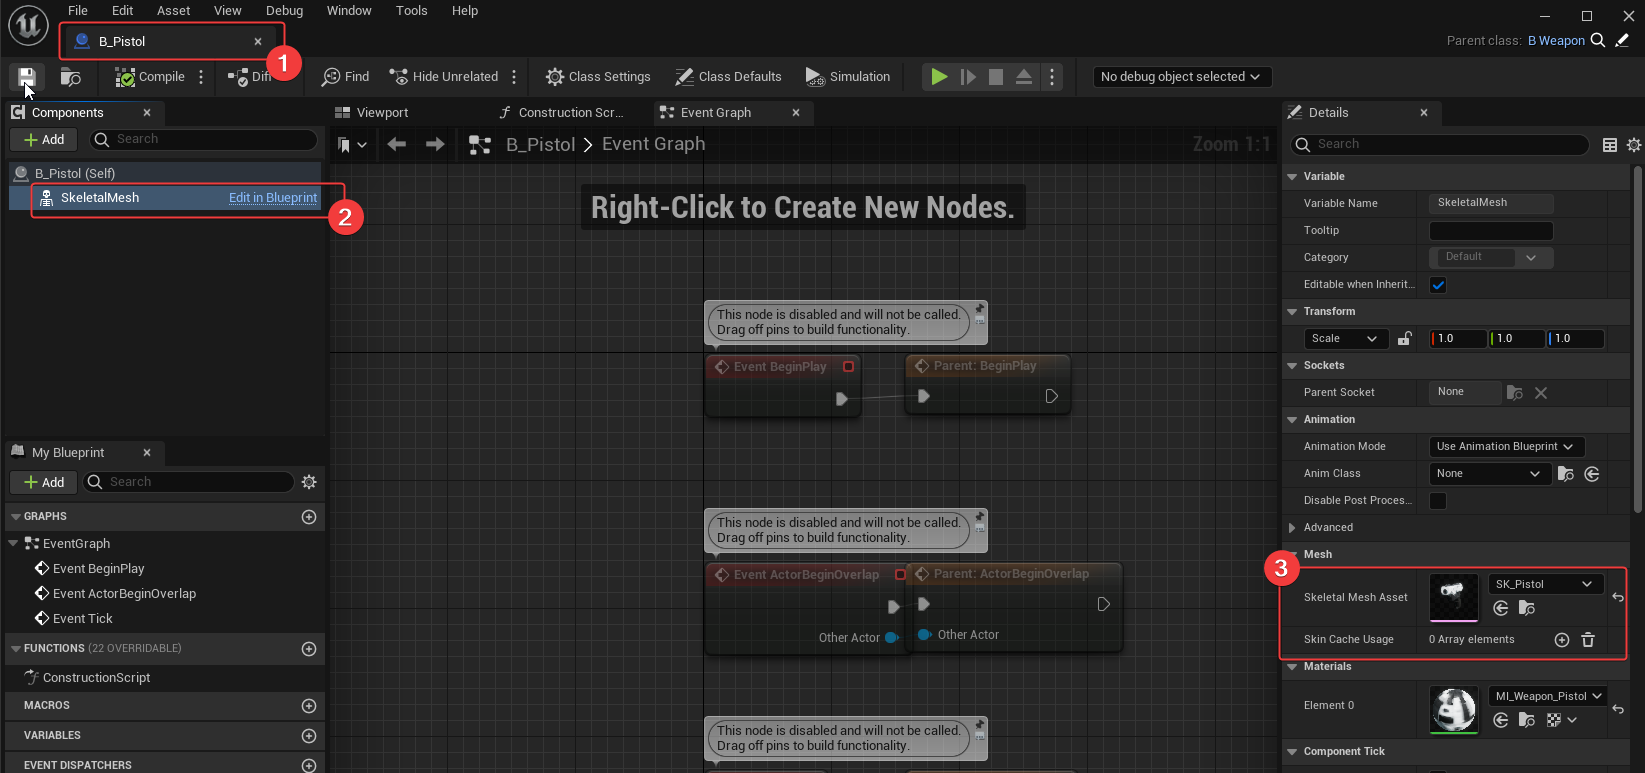 File Edit Asset View Debug Window Tools Help
B_Pistol
1
Parent class: B Weapon
Compile
Diff
Find
Hide Unrelated
Class Settings
Class Defaults
Simulation
No debug object selected
Components
Add
Search
B_Pistol (Self)
SkeletalMesh Edit in Blueprint
2
My Blueprint
Add
Search
GRAPHS
EventGraph
Event BeginPlay
Event ActorBeginOverlap
Event Tick
FUNCTIONS (22 OVERRIDABLE)
ConstructionScript
MACROS
VARIABLES
EVENT DISPATCHERS
Viewport
Construction Scr...
Event Graph
B_Pistol > Event Graph
Zoom 1:1
Right-Click to Create New Nodes.
This node is disabled and will not be called.
Drag off pins to build functionality.
Event BeginPlay
Parent: BeginPlay
This node is disabled and will not be called.
Drag off pins to build functionality.
Event ActorBeginOverlap
Parent: ActorBeginOverlap
Other Actor
Other Actor
This node is disabled and will not be called.
Drag off pins to build functionality.
Details
Search
Variable
Variable Name SkeletalMesh
Tooltip
Category Default
Editable when Inherit...
Transform
Scale 1.0 1.0 1.0
Sockets
Parent Socket None
Animation
Animation Mode Use Animation Blueprint
Anim Class None
Disable Post Proces...
Advanced
Mesh
3
Skeletal Mesh Asset SK_Pistol
Skin Cache Usage 0 Array elements
Materials
Element 0 MI_Weapon_Pistol
Component Tick